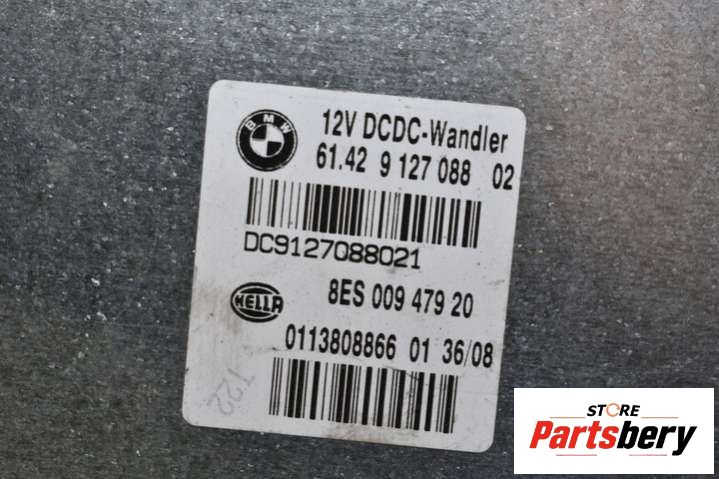 BMW
12V DCDC-Wandler
61.42 9 127 088 02
DC9127088021
8ES 009 479 20
HELLA
0113808866 01 36/08
T22
STORE
Partsbery